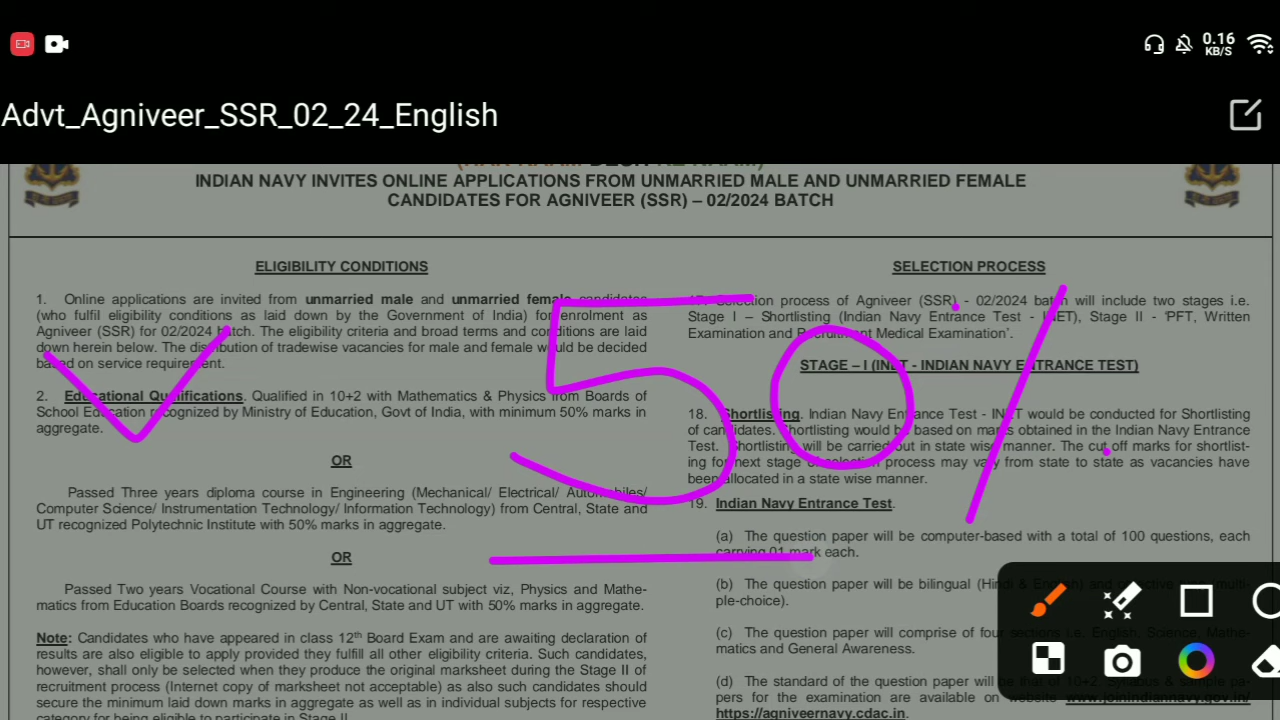 0.16
KB/S
Advt_Agniveer_SSR_02_24_English
INDIAN NAVY INVITES ONLINE APPLICATIONS FROM UNMARRIED MALE AND UNMARRIED FEMALE
CANDIDATES FOR AGNIVEER (SSR) – 02/2024 BATCH
ELIGIBILITY CONDITIONS
1. Online applications are invited from unmarried male and unmarried female candidates
(who fulfil eligibility conditions as laid down by the Government of India) for enrolment as
Agniveer (SSR) for 02/2024 batch. The eligibility criteria and broad terms and conditions are laid
down herein below. The distribution of tradewise vacancies for male and female would be decided
based on service requirement.
2. Educational Qualifications. Qualified in 10+2 with Mathematics & Physics from Boards of
School Education recognized by Ministry of Education, Govt of India, with minimum 50% marks in
aggregate.
OR
Passed Three years diploma course in Engineering (Mechanical/ Electrical/ Automobiles/
Computer Science/ Instrumentation Technology/ Information Technology) from Central, State and
UT recognized Polytechnic Institute with 50% marks in aggregate.
OR
Passed Two years Vocational Course with Non-vocational subject viz, Physics and Mathe-
matics from Education Boards recognized by Central, State and UT with 50% marks in aggregate.
Note: Candidates who have appeared in class 12th Board Exam and are awaiting declaration of
results are also eligible to apply provided they fulfill all other eligibility criteria. Such candidates,
however, shall only be selected when they produce the original marksheet during the Stage II of
recruitment process (Internet copy of marksheet not acceptable) as also such candidates should
secure the minimum laid down marks in aggregate as well as in individual subjects for respective
category for being eligible to participate in Stage II
SELECTION PROCESS
17. Selection process of Agniveer (SSR) - 02/2024 batch will include two stages i.e.
Stage I – Shortlisting (Indian Navy Entrance Test - INET), Stage II - ‘PFT, Written
Examination and Recruitment Medical Examination’.
STAGE – I (INET - INDIAN NAVY ENTRANCE TEST)
18. Shortlisting. Indian Navy Entrance Test - INET would be conducted for Shortlisting
of candidates. Shortlisting would be based on marks obtained in the Indian Navy Entrance
Test. Shortlisting will be carried out in state wise manner. The cut off marks for shortlist-
ing for next stage of selection process may vary from state to state as vacancies have
been allocated in a state wise manner.
19. Indian Navy Entrance Test.
(a) The question paper will be computer-based with a total of 100 questions, each
carrying 01 mark each.
(b) The question paper will be bilingual (Hindi & English) and objective type (multi-
ple-choice).
(c) The question paper will comprise of four sections i.e. English, Science, Mathe-
matics and General Awareness.
(d) The standard of the question paper will be that of 10+2. Syllabus & sample pa-
pers for the examination are available on website www.joinindiannavy.gov.in/
https://agniveernavy.cdac.in.
50/